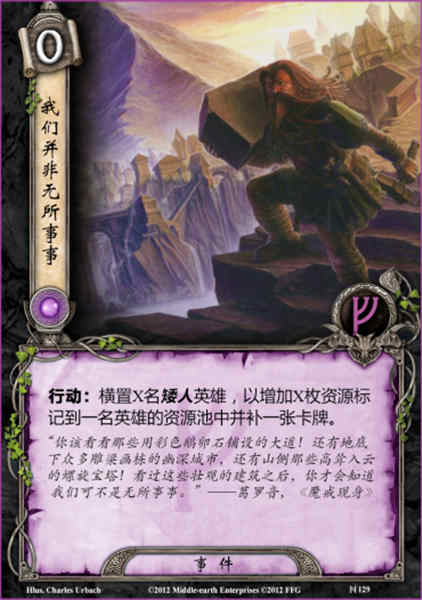 0
我们并非无所事事
行动：横置X名矮人英雄，以增加X枚资源标
记到一名英雄的资源池中并补一张卡牌。
“你该看看那些用彩色鹅卵石铺设的大道！还有地底
下众多雕梁画栋的幽深城市，还有山侧那些高耸入云
的螺旋宝塔！看过这些壮观的建筑之后，你才会知道
我们可不是无所事事。”——葛罗音，《魔戒现身》
事件
Illus. Charles Urbach
©2012 Middle-earth Enterprises ©2012 FFG
129